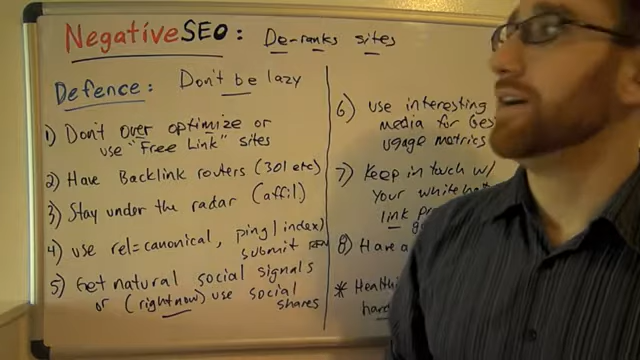 NegativeSEO: De-ranks sites
Defence: Don't be lazy
1) Don't over optimize or
use "Free Link" sites
2) Have Backlink routers (301 etc)
3) Stay under the radar (affil)
4) use rel=canonical, ping/index/
submit
5) Get natural social signals
or (right now) use social
shares
6) use interesting
media for
usage metrics
7) Keep in touch w/
your white
link
8) Have a
*